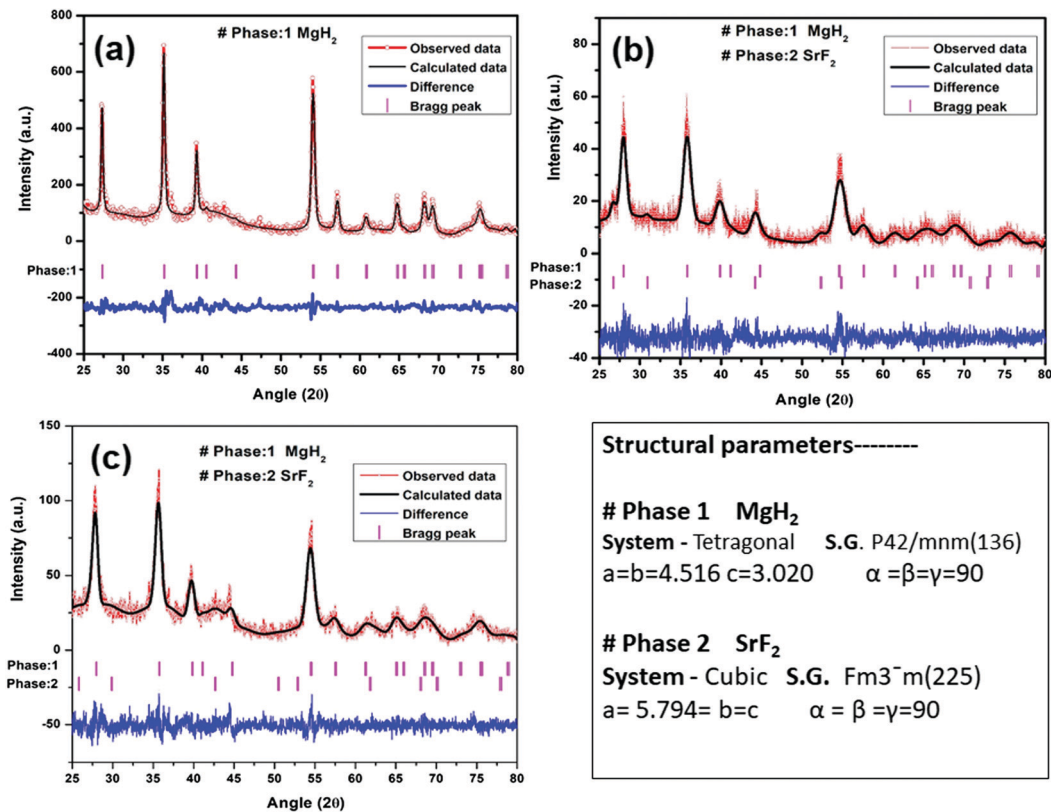 (a)
# Phase:1 MgH₂
Observed data
Calculated data
Difference
Bragg peak
Intensity (a.u.)
800
600
400
200
0
-200
-400
Phase:1
25 30 35 40 45 50 55 60 65 70 75 80
Angle (2θ)
(b)
# Phase:1 MgH₂
# Phase:2 SrF₂
Observed data
Calculated data
Difference
Bragg peak
Intensity (a.u.)
80
60
40
20
0
-20
-40
Phase:1
Phase:2
25 30 35 40 45 50 55 60 65 70 75 80
Angle (2θ)
(c)
# Phase:1 MgH₂
# Phase:2 SrF₂
Observed data
Calculated data
Difference
Bragg peak
Intensity (a.u.)
150
100
50
0
-50
Phase:1
Phase:2
25 30 35 40 45 50 55 60 65 70 75 80
Angle (2θ)
Structural parameters--------
# Phase 1 MgH₂
System - Tetragonal S.G. P42/mnm(136)
a=b=4.516 c=3.020 α =β=γ=90
# Phase 2 SrF₂
System - Cubic S.G. Fm3¯m(225)
a= 5.794= b=c α = β =γ=90